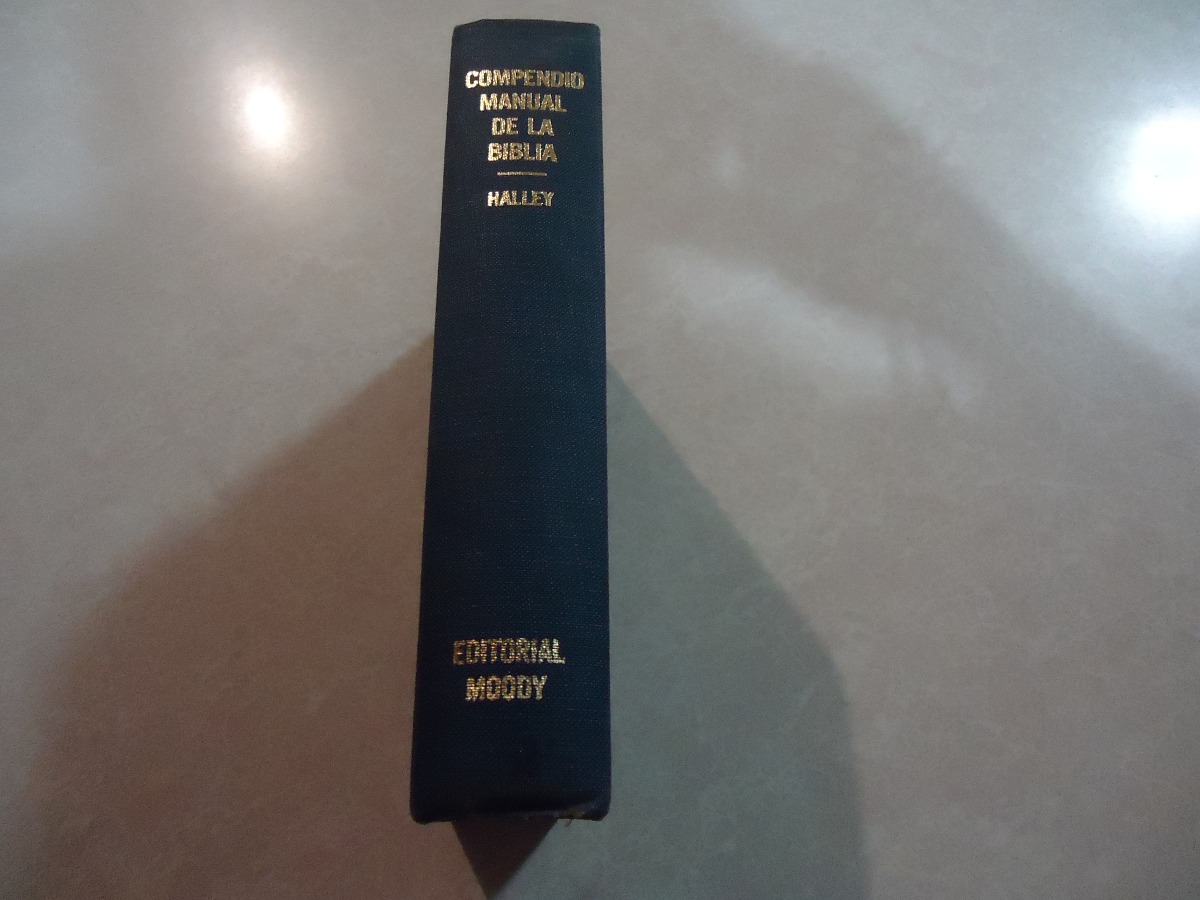 COMPENDIO
MANUAL
DE LA
BIBLIA
HALLEY
EDITORIAL
MOODY